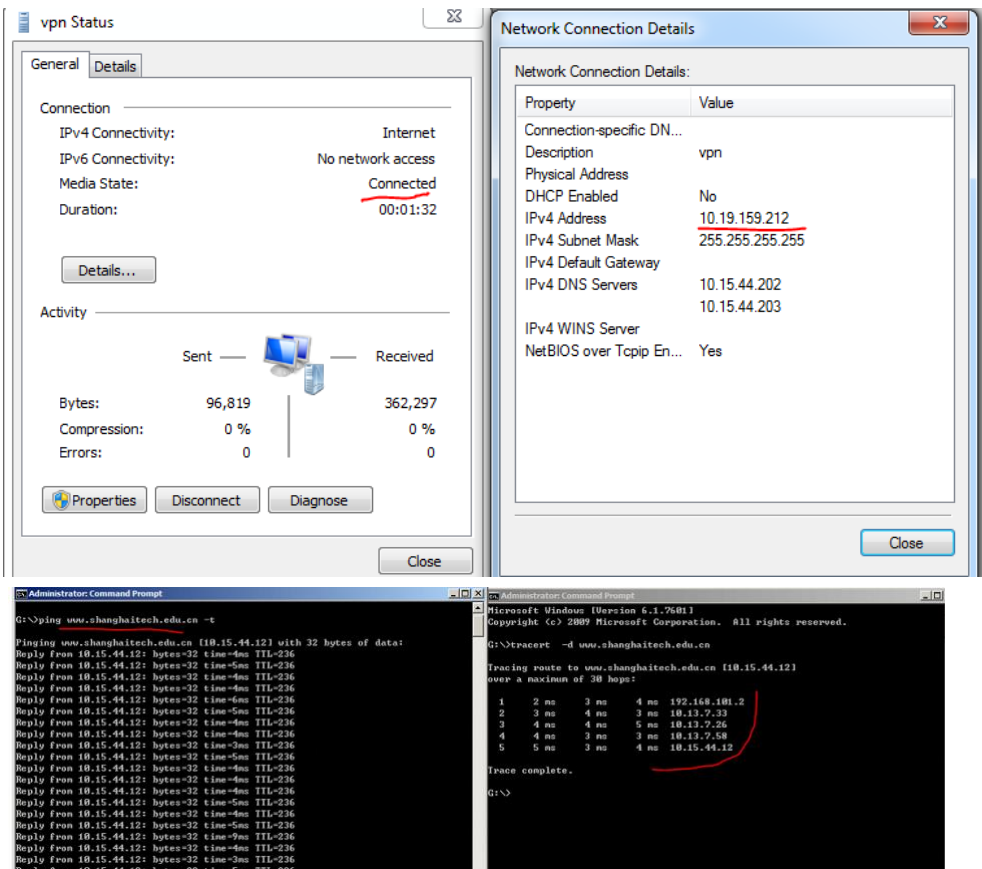 vpn Status
General Details
Connection
IPv4 Connectivity: Internet
IPv6 Connectivity: No network access
Media State: Connected
Duration: 00:01:32
Details...
Activity
Sent Received
Bytes: 96,819 362,297
Compression: 0 % 0 %
Errors: 0 0
Properties Disconnect Diagnose
Close
Network Connection Details
Network Connection Details:
Property Value
Connection-specific DN...
Description vpn
Physical Address
DHCP Enabled No
IPv4 Address 10.19.159.212
IPv4 Subnet Mask 255.255.255.255
IPv4 Default Gateway
IPv4 DNS Servers 10.15.44.202
10.15.44.203
IPv4 WINS Server
NetBIOS over Tcpip En... Yes
Close
Administrator: Command Prompt
G:\>ping www.shanghaitech.edu.cn -t
Pinging www.shanghaitech.edu.cn [10.15.44.12] with 32 bytes of data:
Reply from 10.15.44.12: bytes=32 time=4ms TTL=236
Reply from 10.15.44.12: bytes=32 time=5ms TTL=236
Reply from 10.15.44.12: bytes=32 time=4ms TTL=236
Reply from 10.15.44.12: bytes=32 time=4ms TTL=236
Reply from 10.15.44.12: bytes=32 time=6ms TTL=236
Reply from 10.15.44.12: bytes=32 time=5ms TTL=236
Reply from 10.15.44.12: bytes=32 time=4ms TTL=236
Reply from 10.15.44.12: bytes=32 time=4ms TTL=236
Reply from 10.15.44.12: bytes=32 time=3ms TTL=236
Reply from 10.15.44.12: bytes=32 time=5ms TTL=236
Reply from 10.15.44.12: bytes=32 time=4ms TTL=236
Reply from 10.15.44.12: bytes=32 time=4ms TTL=236
Reply from 10.15.44.12: bytes=32 time=4ms TTL=236
Reply from 10.15.44.12: bytes=32 time=5ms TTL=236
Reply from 10.15.44.12: bytes=32 time=4ms TTL=236
Reply from 10.15.44.12: bytes=32 time=5ms TTL=236
Reply from 10.15.44.12: bytes=32 time=9ms TTL=236
Reply from 10.15.44.12: bytes=32 time=4ms TTL=236
Reply from 10.15.44.12: bytes=32 time=3ms TTL=236
Administrator: Command Prompt
Microsoft Windows [Version 6.1.7601]
Copyright (c) 2009 Microsoft Corporation. All rights reserved.
G:\>tracert -d www.shanghaitech.edu.cn
Tracing route to www.shanghaitech.edu.cn [10.15.44.12]
over a maximum of 30 hops:
1 2 ms 3 ms 4 ms 192.168.101.2
2 3 ms 4 ms 3 ms 10.13.7.33
3 4 ms 4 ms 5 ms 10.13.7.26
4 4 ms 3 ms 3 ms 10.13.7.58
5 5 ms 3 ms 4 ms 10.15.44.12
Trace complete.
G:\>